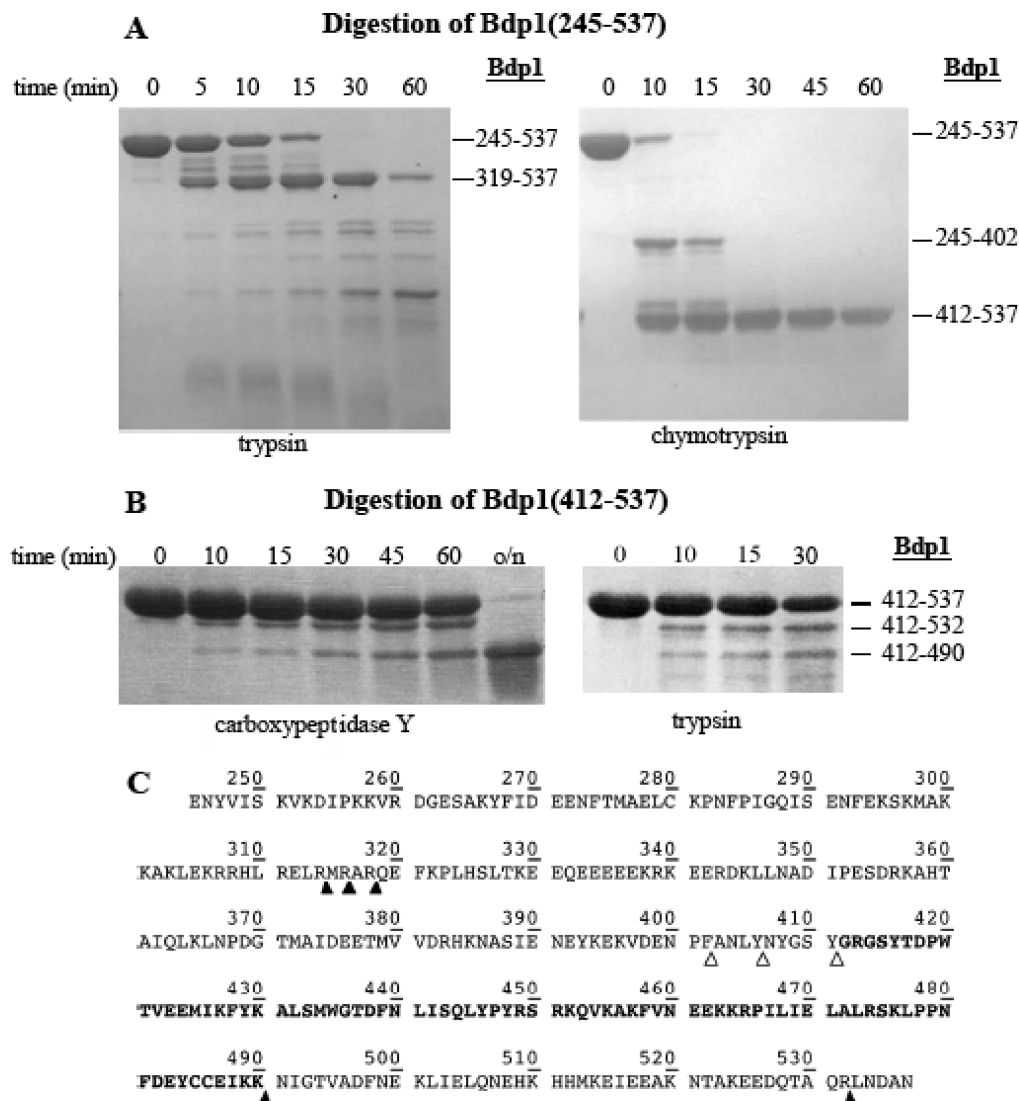 A Digestion of Bdp1(245-537)
time (min) 0 5 10 15 30 60 Bdp1
245-537
319-537
trypsin
0 10 15 30 45 60 Bdp1
245-537
245-402
412-537
chymotrypsin
B Digestion of Bdp1(412-537)
time (min) 0 10 15 30 45 60 o/n
carboxypeptidase Y
0 10 15 30 Bdp1
412-537
412-532
412-490
trypsin
C 250 260 270 280 290 300
ENYVIS KVKDIPKKVR DGESAKYFID EENFTMAELC KPNFPIGQIS ENFEKSKMAK
310 320 330 340 350 360
KAKLEKRRHL RELRMRARQE FKPLHSLTKE EQEEEEEKRK EERDKLLNAD IPESDRKAHT
370 380 390 400 410 420
AIQLKLNPDG TMAIDEETMV VDRHKNASIE NEYKEKVDEN PFANLYNYGS YGRGSYTDPW
430 440 450 460 470 480
TVEEMIKFYK ALSMWGTDFN LISQLYPYRS RKQVKAKFVN EEKKRPILIE LALRSKLPPN
490 500 510 520 530
FDEYCCEIKK NIGTVADFNE KLIELQNEHK HHMKEIEEAK NTAKEEDQTA QRLNDAN